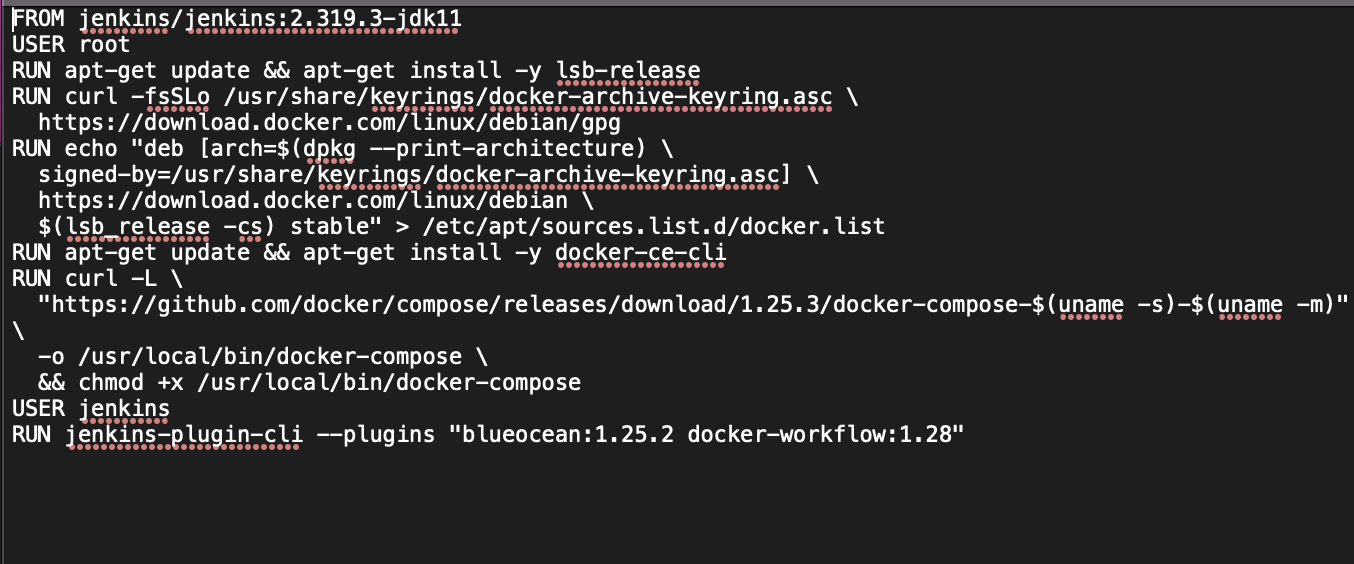 FROM jenkins/jenkins:2.319.3-jdk11
USER root
RUN apt-get update && apt-get install -y lsb-release
RUN curl -fsSLo /usr/share/keyrings/docker-archive-keyring.asc \
  https://download.docker.com/linux/debian/gpg
RUN echo "deb [arch=$(dpkg --print-architecture) \
  signed-by=/usr/share/keyrings/docker-archive-keyring.asc] \
  https://download.docker.com/linux/debian \
  $(lsb_release -cs) stable" > /etc/apt/sources.list.d/docker.list
RUN apt-get update && apt-get install -y docker-ce-cli
RUN curl -L \
  "https://github.com/docker/compose/releases/download/1.25.3/docker-compose-$(uname -s)-$(uname -m)"
\
  -o /usr/local/bin/docker-compose \
  && chmod +x /usr/local/bin/docker-compose
USER jenkins
RUN jenkins-plugin-cli --plugins "blueocean:1.25.2 docker-workflow:1.28"